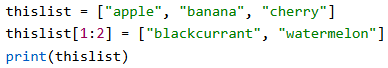 thislist = ["apple", "banana", "cherry"]
thislist[1:2] = ["blackcurrant", "watermelon"]
print(thislist)